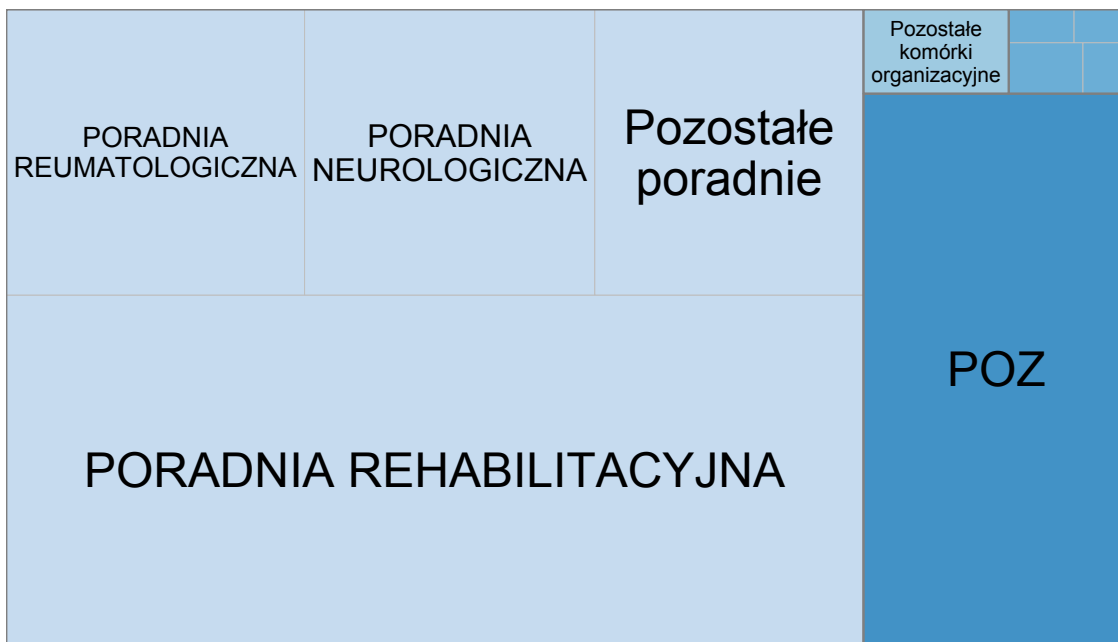 PORADNIA
REUMATOLOGICZNA
PORADNIA
NEUROLOGICZNA
Pozostałe
poradnie
Pozostałe
komórki
organizacyjne
POZ
PORADNIA REHABILITACYJNA